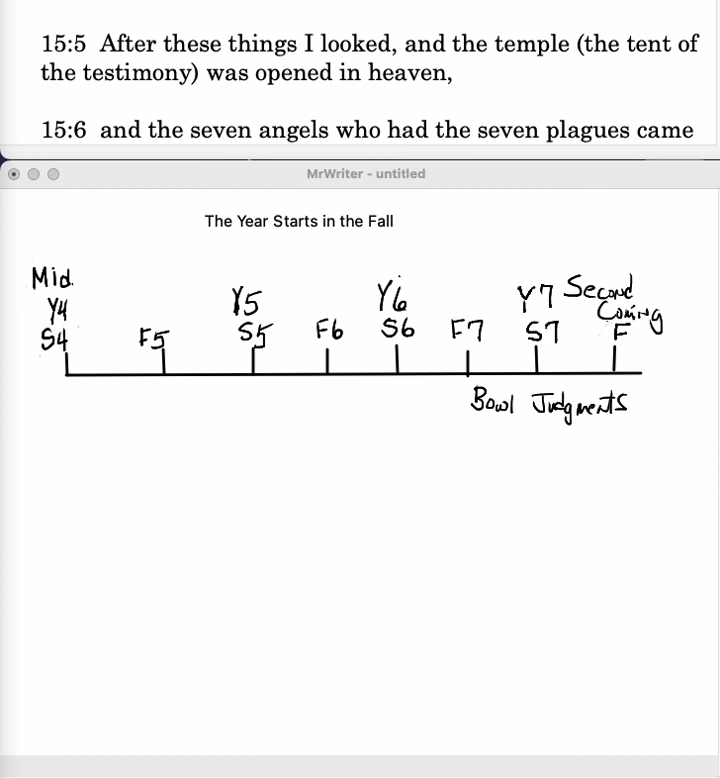 15:5 After these things I looked, and the temple (the tent of
the testimony) was opened in heaven,
15:6 and the seven angels who had the seven plagues came
MrWriter - untitled
The Year Starts in the Fall
Mid.
Y4
S4
F5
Y5
S5
F6
Y6
S6
F7
Y7
S7
Second
Coming
F
Bowl Judgments